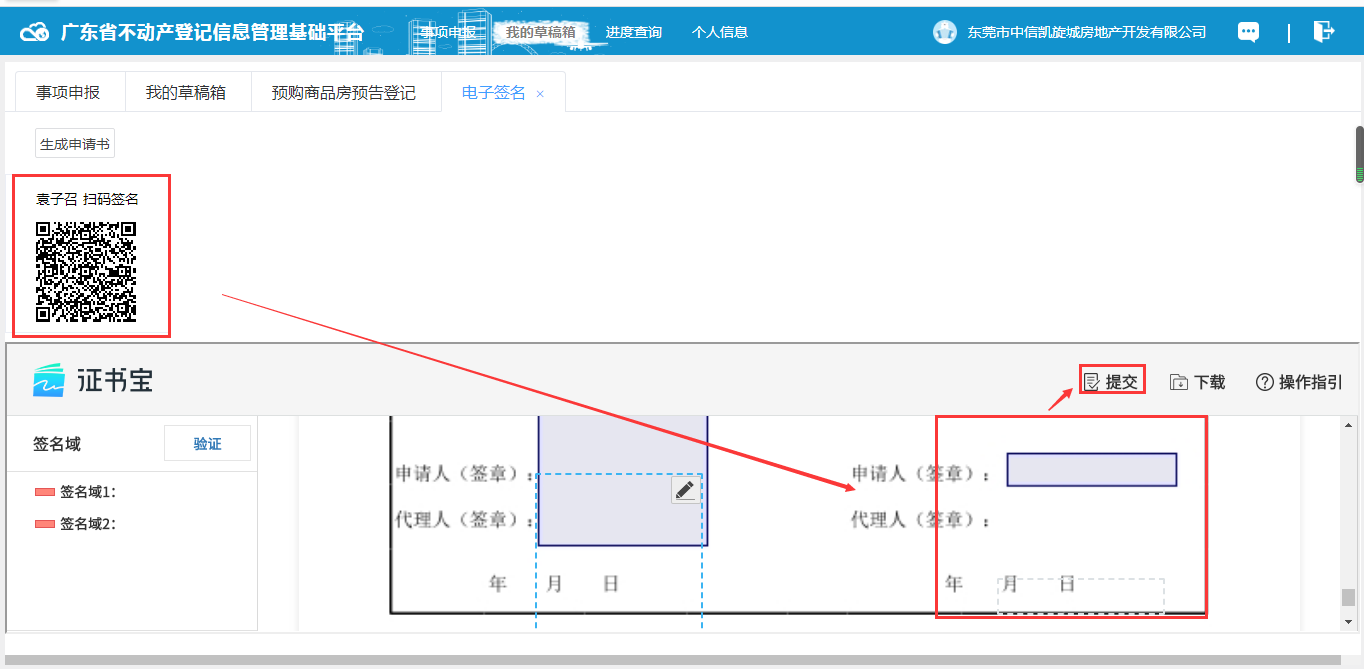 广东省不动产登记信息管理基础平台 事项申报 我的草稿箱 进度查询 个人信息 东莞市中信凯旋城房地产开发有限公司
事项申报 我的草稿箱 预购商品房预告登记 电子签名 ×
生成申请书
袁子召 扫码签名
证书宝 提交 下载 操作指引
签名域 验证
签名域1:
签名域2:
申请人（签章）： 申请人（签章）：
代理人（签章）： 代理人（签章）：
年 月 日 年 月 日